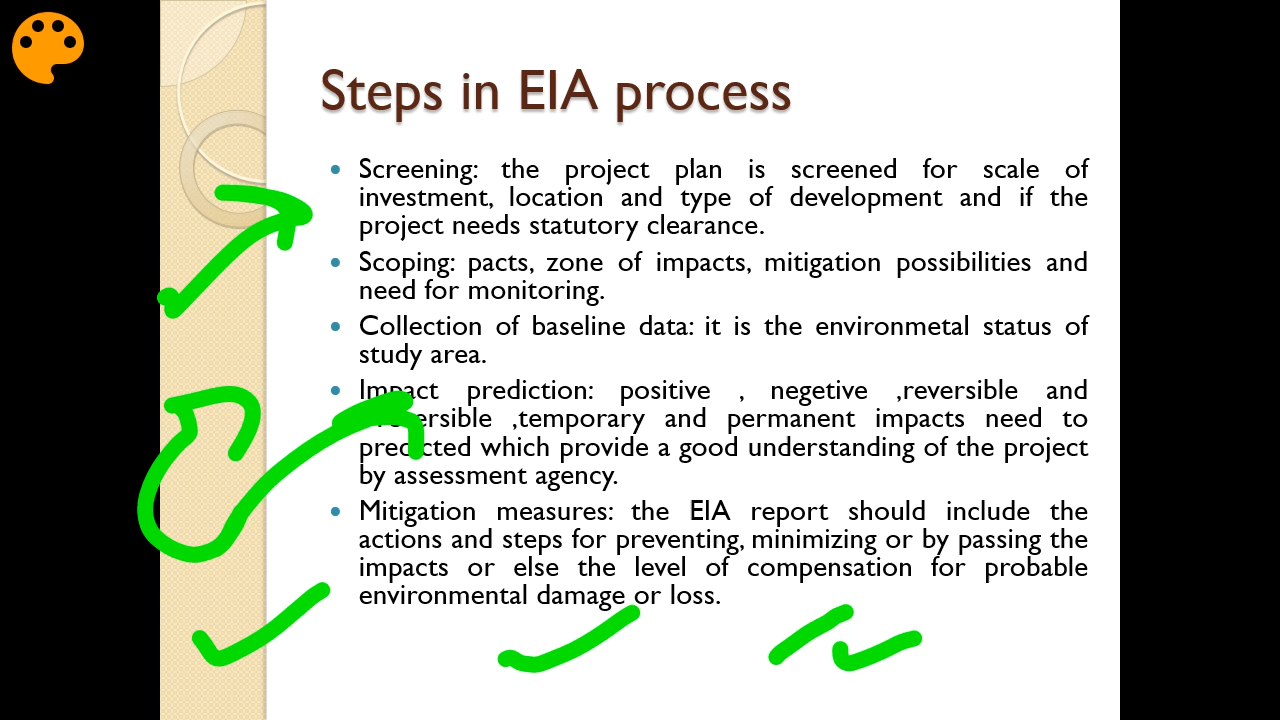 Steps in EIA process
Screening: the project plan is screened for scale of
investment, location and type of development and if the
project needs statutory clearance.
Scoping: pacts, zone of impacts, mitigation possibilities and
need for monitoring.
Collection of baseline data: it is the environmetal status of
study area.
Impact prediction: positive , negetive ,reversible and
,temporary and permanent impacts need to
predicted which provide a good understanding of the project
by assessment agency.
Mitigation measures: the EIA report should include the
actions and steps for preventing, minimizing or by passing the
impacts or else the level of compensation for probable
environmental damage or loss.